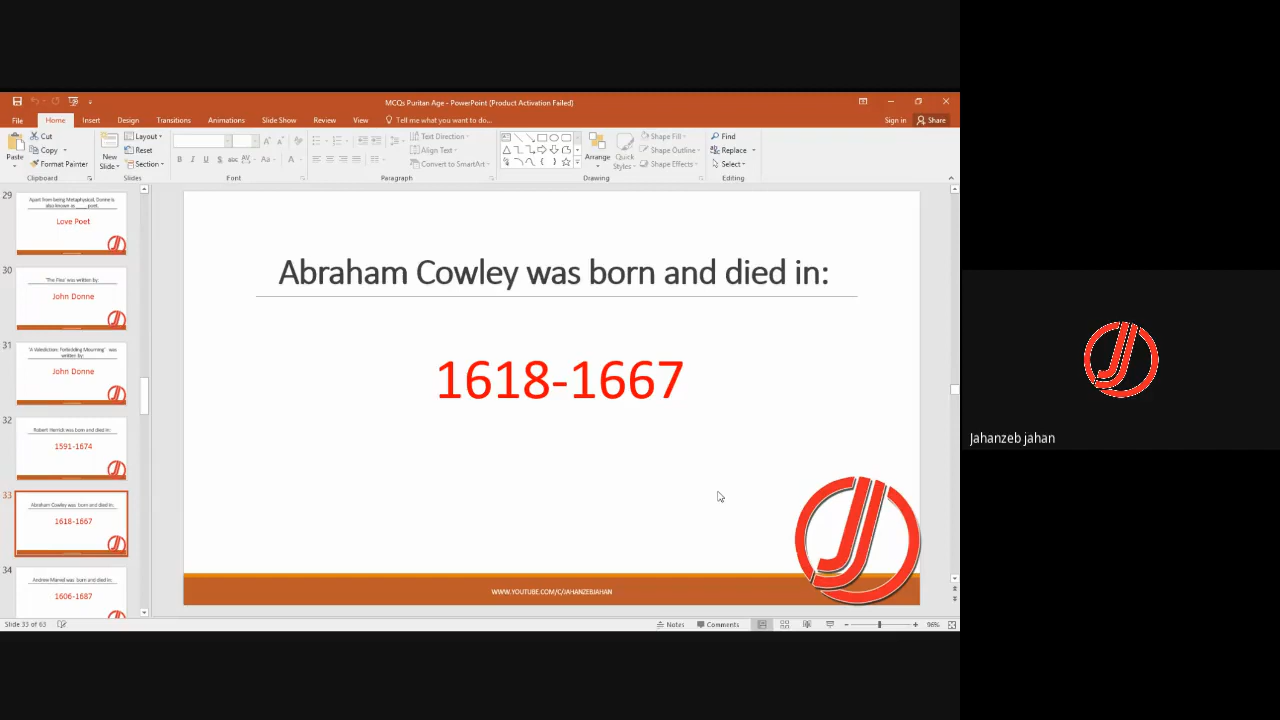 MCQs Puritan Age - PowerPoint (Product Activation Failed)
File Home Insert Design Transitions Animations Slide Show Review View Tell me what you want to do... Sign in Share
Paste
Cut
Copy
Format Painter
Clipboard
New
Slide
Layout
Reset
Section
Slides
B I U S abc AV Aa A
Font
Text Direction
Align Text
Convert to SmartArt
Paragraph
Arrange
Quick
Styles
Shape Fill
Shape Outline
Shape Effects
Drawing
Find
Replace
Select
Editing
29
Apart from being Metaphysical, Donne is
also known as ____ poet.
Love Poet
30
'The Flea' was written by:
John Donne
31
'A Valediction: Forbidding Mourning' was
written by:
John Donne
32
Robert Herrick was born and died in:
1591-1674
33
Abraham Cowley was born and died in:
1618-1667
34
Andrew Marvel was born and died in:
1606-1687
Abraham Cowley was born and died in:
1618-1667
WWW.YOUTUBE.COM/C/JAHANZEBJAHAN
Slide 33 of 63
Notes Comments 96%
Jahanzeb jahan